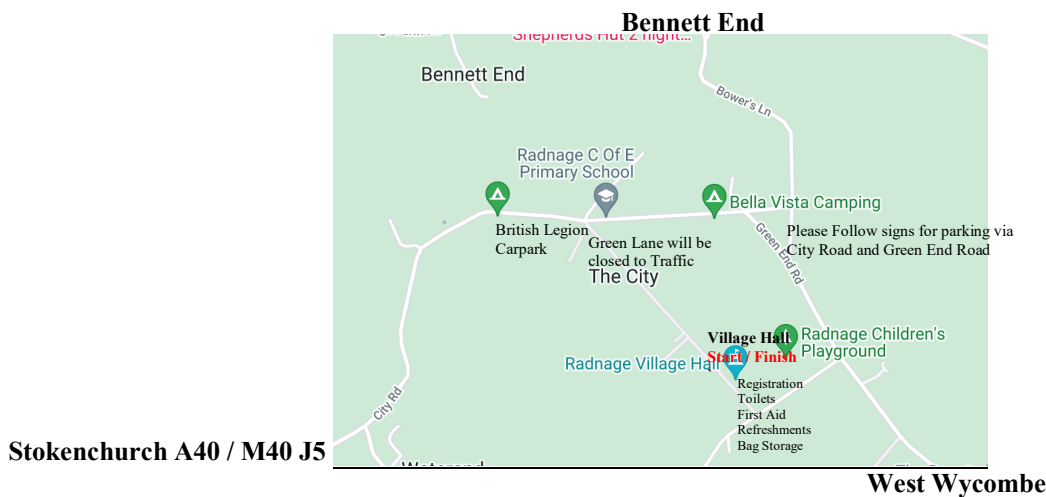 Bennett End
Shepherds Hut 2 night...
Bennett End
Bower's Ln
Radnage C Of E
Primary School
Bella Vista Camping
British Legion
Carpark
Green Lane will be
closed to Traffic
Please Follow signs for parking via
City Road and Green End Road
Green End Rd
The City
Village Hall
Start / Finish
Radnage Children's
Playground
Radnage Village Hall
Registration
Toilets
First Aid
Refreshments
Bag Storage
City Rd
Stokenchurch A40 / M40 J5
West Wycombe